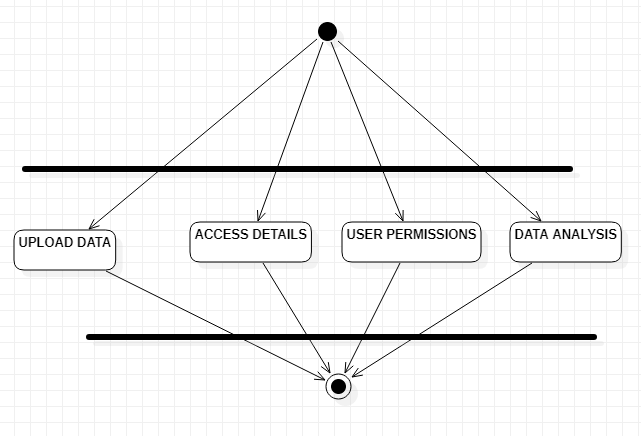 UPLOAD DATA
ACCESS DETAILS
USER PERMISSIONS
DATA ANALYSIS